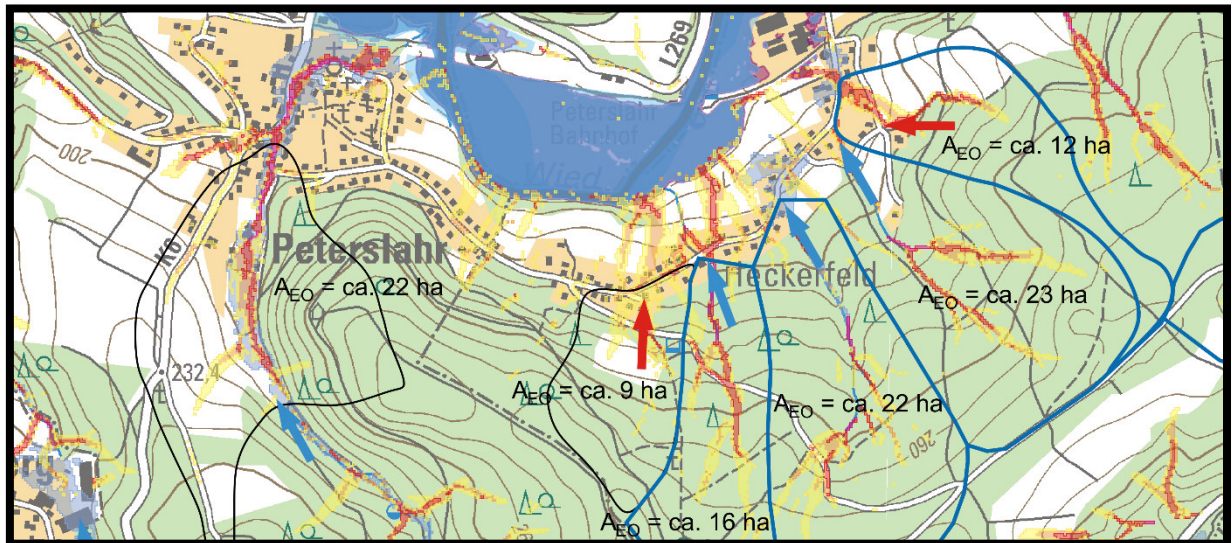 L269
Peterslahr
Bahnhof
Wied
A_EO = ca. 12 ha
200
K8
Peterslahr
A_EO = ca. 22 ha
Heckerfeld
A_EO = ca. 23 ha
232,4
A_EO = ca. 9 ha
A_EO = ca. 22 ha
260
A_EO = ca. 16 ha